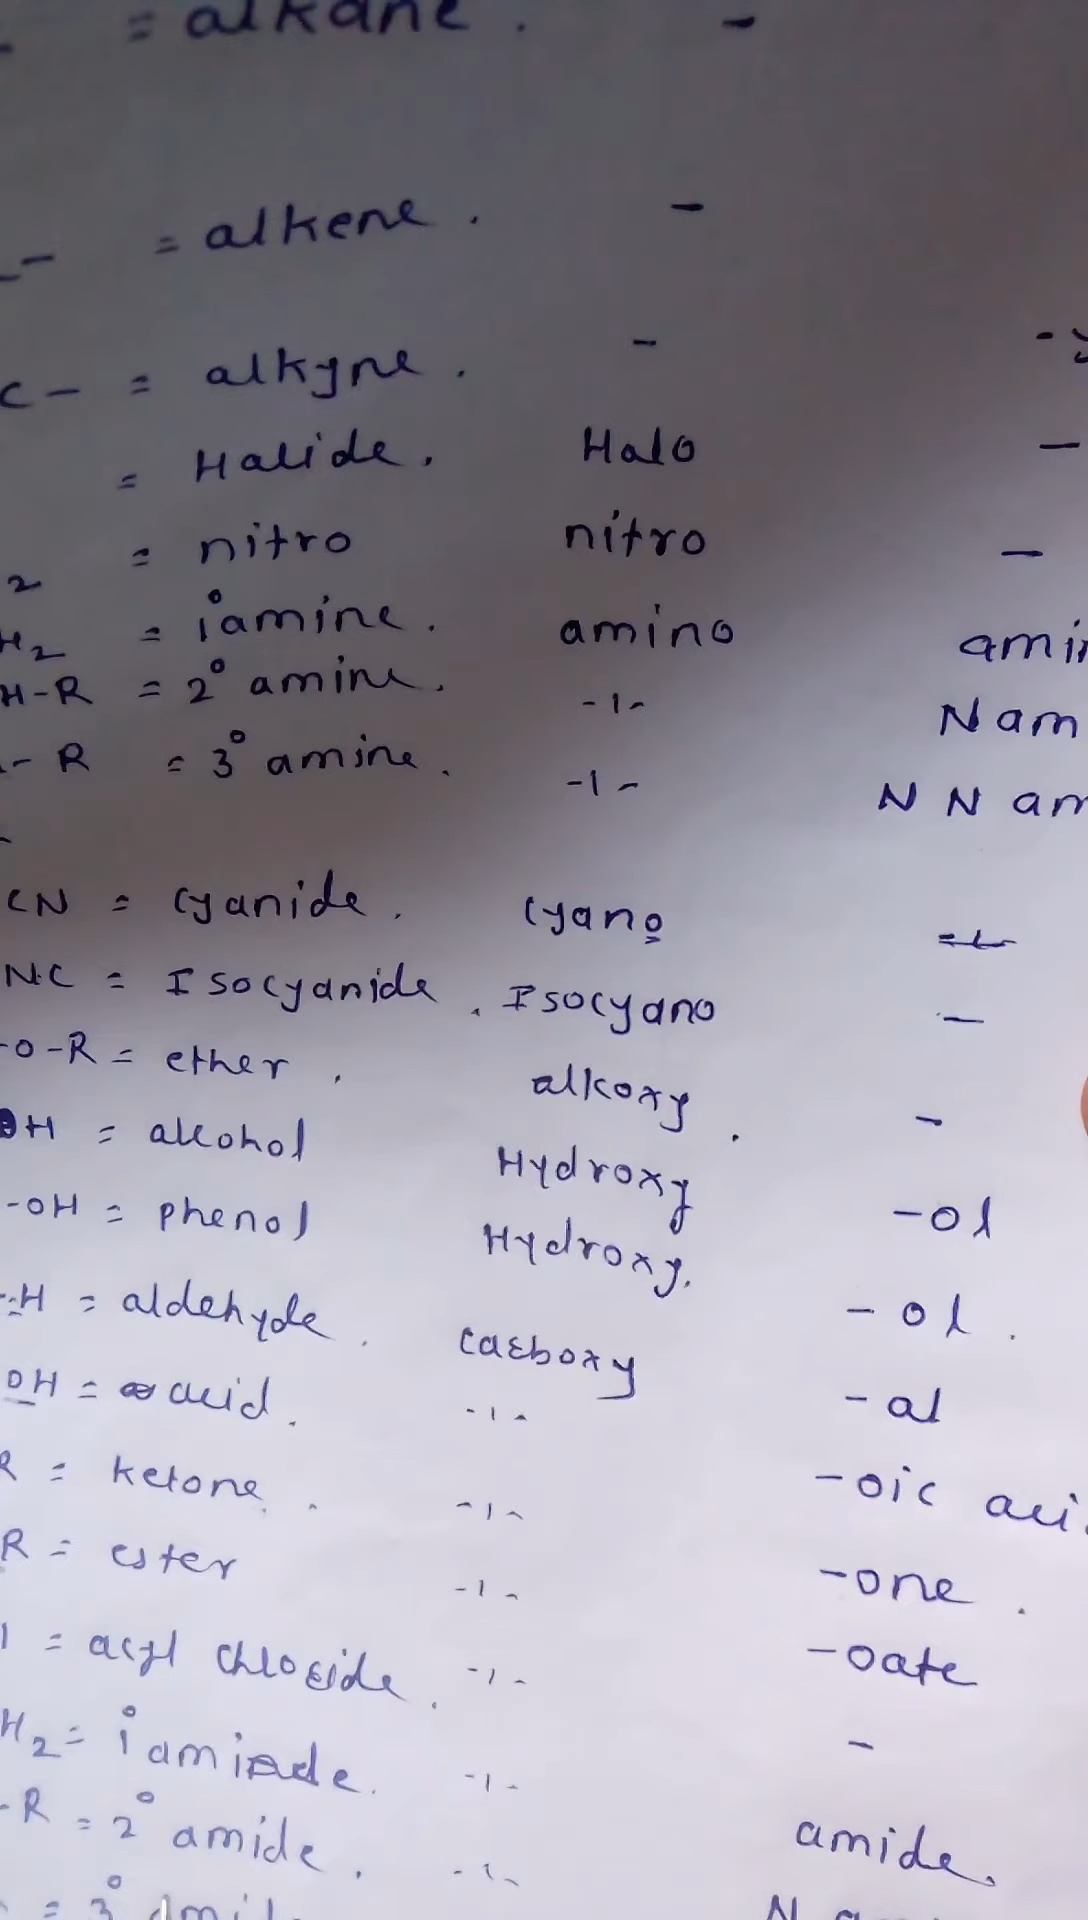 = alkane . -
- = alkene . -
C - = alkyne . -
= Halide . Halo -
2 = nitro nitro -
H2 = 1° amine . amino
H-R = 2° amine . -1- N am
- R = 3° amine . -1- N N am
CN = cyanide . cyano
NC = Isocyanide . Isocyano -
-O-R = ether . alkoxy . -
OH = alcohol Hydroxy -ol
-OH = phenol Hydroxy . -ol .
-H = aldehyde . carboxy -al
OH = acid . -1- -oic aci
R = ketone . -1- -one .
R = ester -1- -oate
l = acyl chloride . -1- -
H2 = 1° amide . -1- amide .
-R = 2° amide . -1- N
= 3°